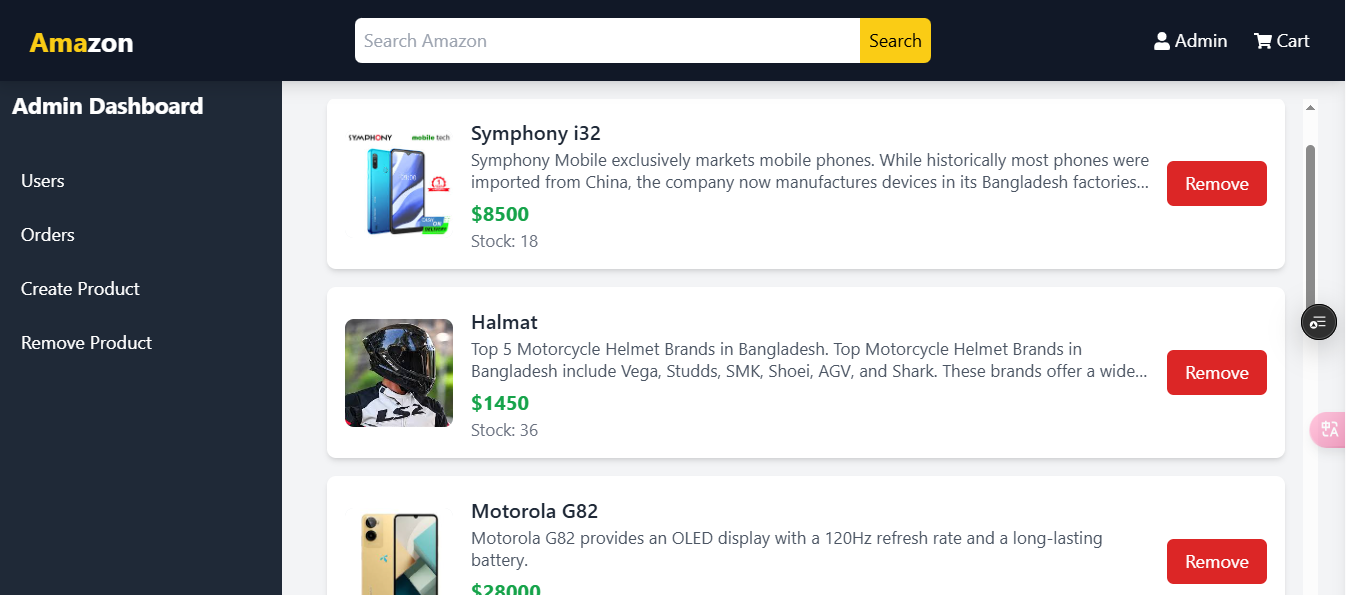 Amazon
Search Amazon
Search
Admin
Cart
Admin Dashboard
Users
Orders
Create Product
Remove Product
SYMPHONY
mobile tech
Symphony i32
Symphony Mobile exclusively markets mobile phones. While historically most phones were
imported from China, the company now manufactures devices in its Bangladesh factories...
$8500
Stock: 18
Remove
LS2
Halmat
Top 5 Motorcycle Helmet Brands in Bangladesh. Top Motorcycle Helmet Brands in
Bangladesh include Vega, Studds, SMK, Shoei, AGV, and Shark. These brands offer a wide...
$1450
Stock: 36
Remove
Motorola G82
Motorola G82 provides an OLED display with a 120Hz refresh rate and a long-lasting
battery.
$28000
Remove